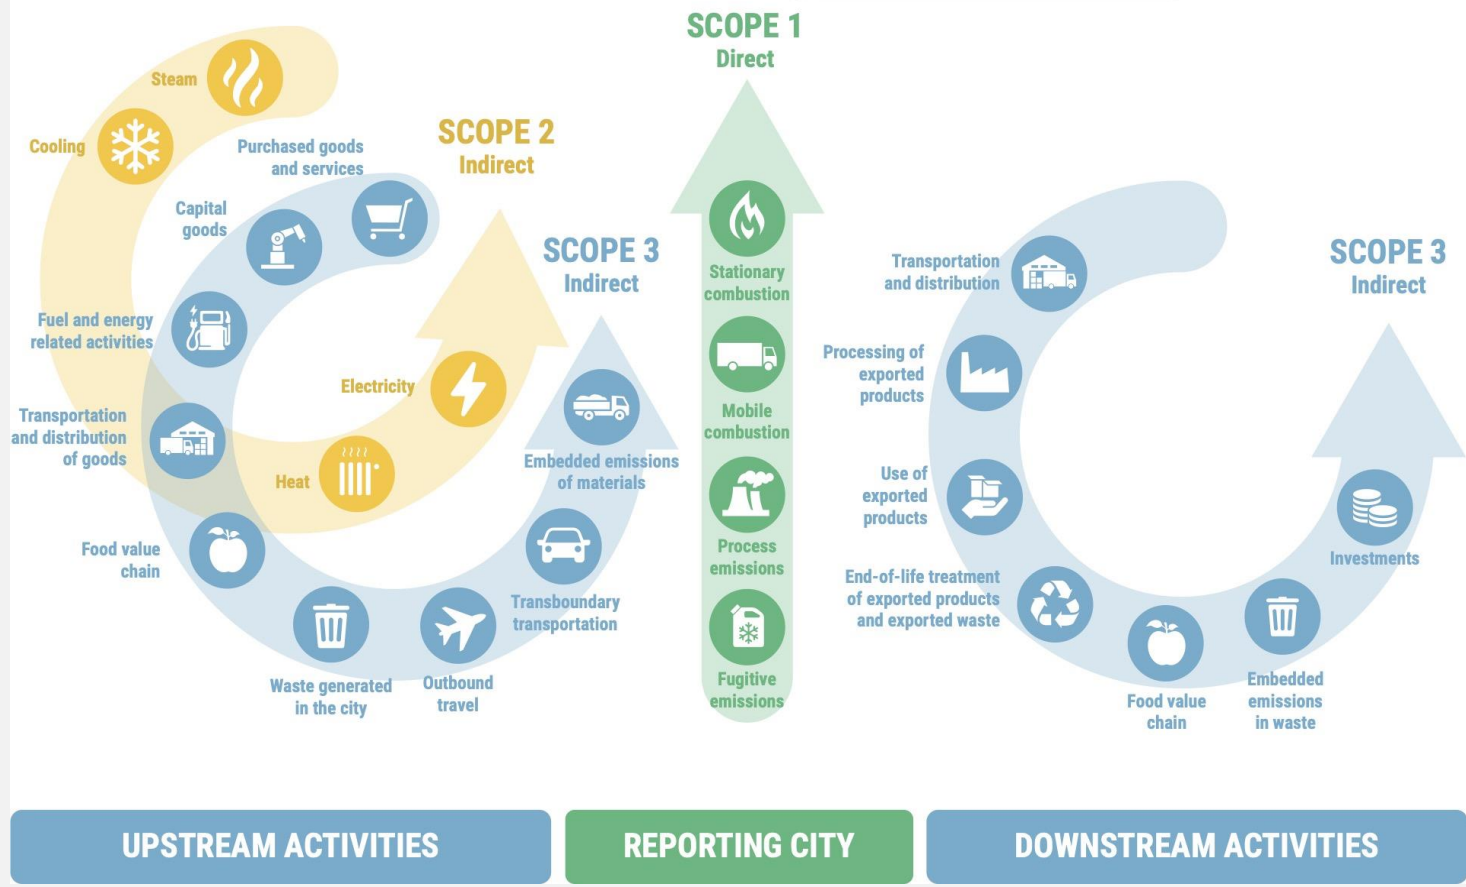 SCOPE 1
Direct
Steam
Cooling
SCOPE 2
Indirect
Purchased goods
and services
Capital
goods
SCOPE 3
Indirect
Fuel and energy
related activities
Electricity
Transportation
and distribution
of goods
Heat
Embedded emissions
of materials
Food value
chain
Transboundary
transportation
Waste generated
in the city
Outbound
travel
Stationary
combustion
Mobile
combustion
Process
emissions
Fugitive
emissions
Transportation
and distribution
SCOPE 3
Indirect
Processing of
exported
products
Use of
exported
products
End-of-life treatment
of exported products
and exported waste
Food value
chain
Embedded
emissions
in waste
Investments
UPSTREAM ACTIVITIES
REPORTING CITY
DOWNSTREAM ACTIVITIES